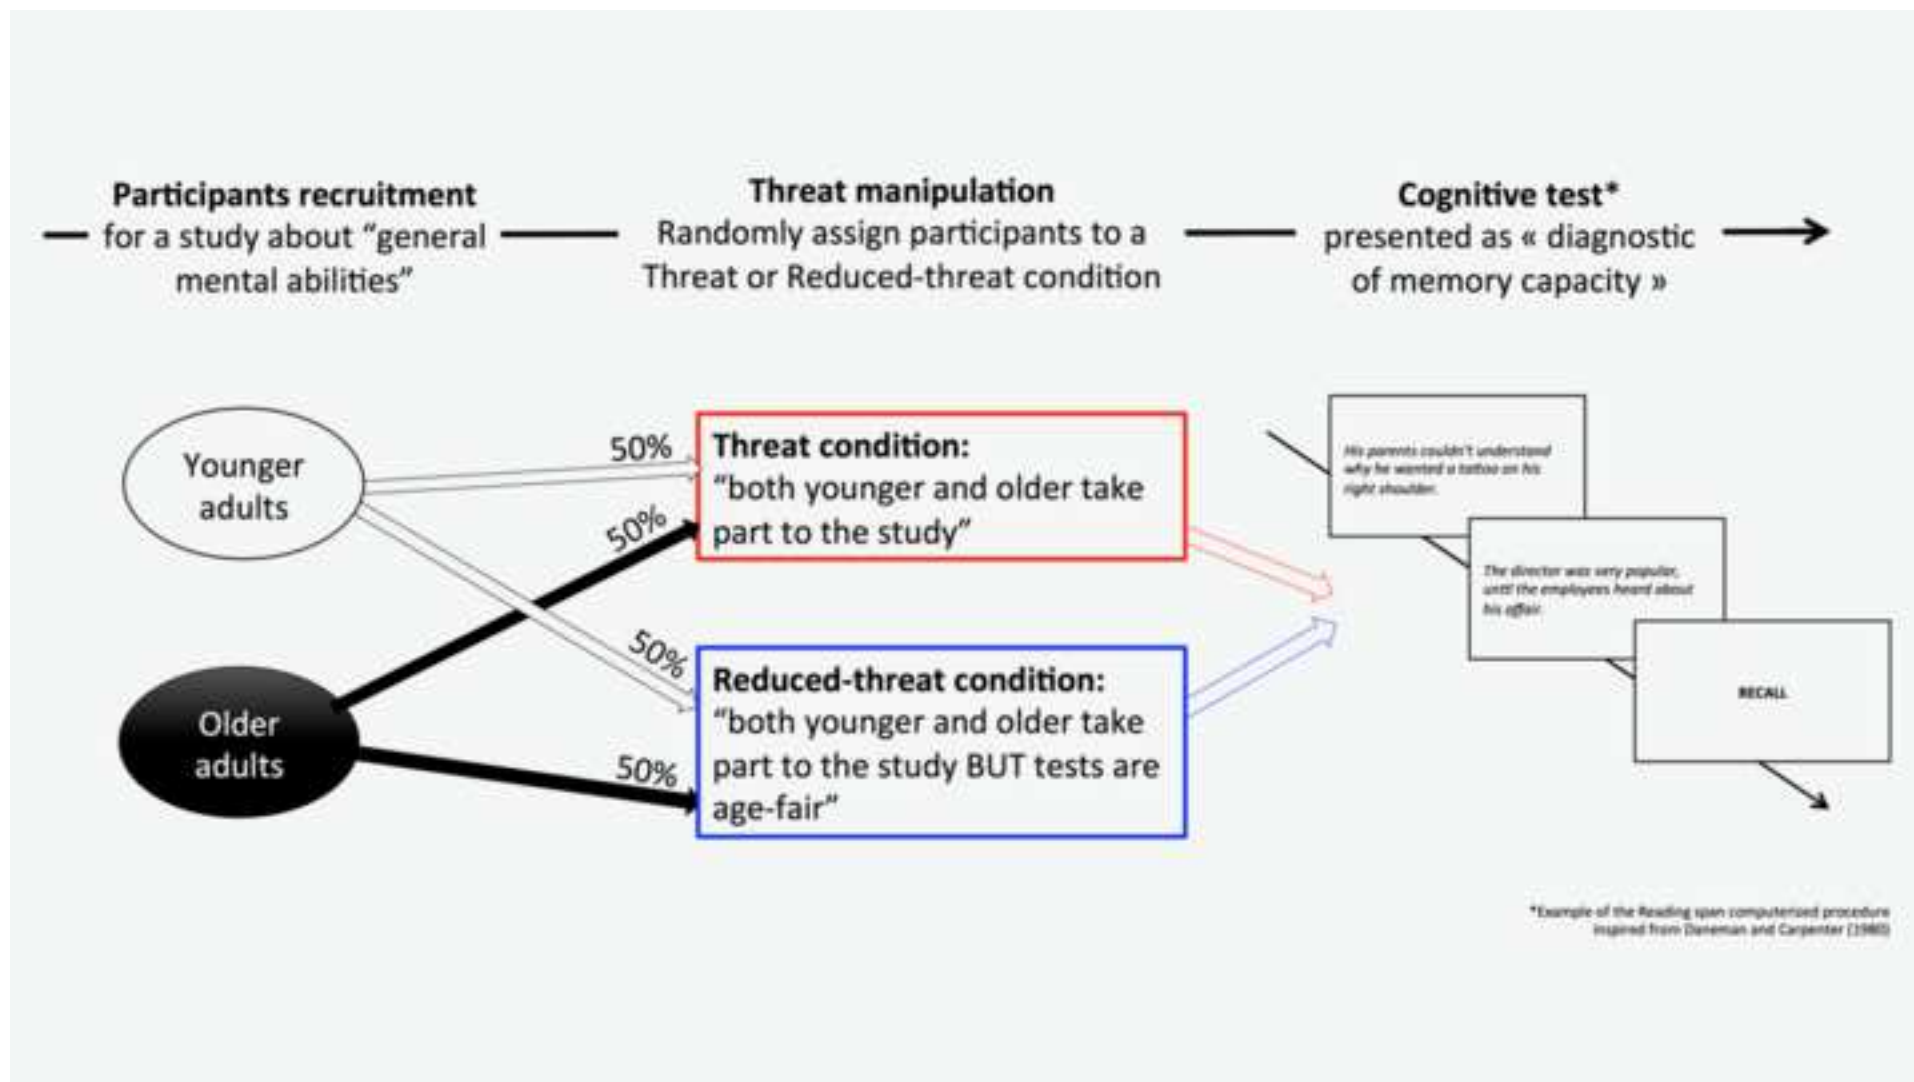 Participants recruitment
for a study about “general
mental abilities”
Threat manipulation
Randomly assign participants to a
Threat or Reduced-threat condition
Cognitive test*
presented as « diagnostic
of memory capacity »
Younger
adults
Older
adults
50%
50%
50%
50%
Threat condition:
“both younger and older take
part to the study”
Reduced-threat condition:
“both younger and older take
part to the study BUT tests are
age-fair”
His parents couldn't understand
why he wanted a tattoo on his
right shoulder.
The director was very popular,
until the employees heard about
his affair.
RECALL
*Example of the Reading span computerized procedure
inspired from Daneman and Carpenter (1980)